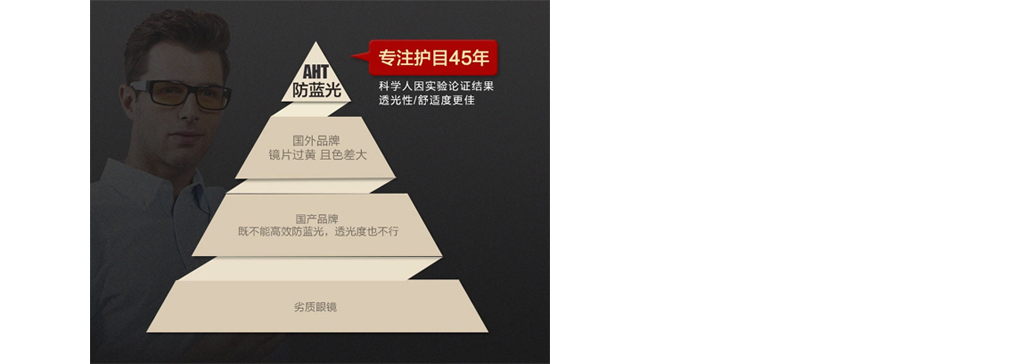 专注护目45年
AHT
防蓝光
科学人因实验论证结果
透光性/舒适度更佳
国外品牌
镜片过黄 且色差大
国产品牌
既不能高效防蓝光，透光度也不行
劣质眼镜